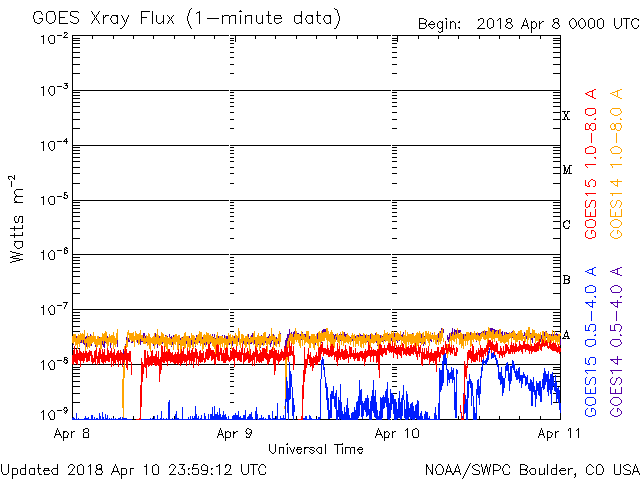 GOES Xray Flux (1-minute data)
Begin: 2018 Apr 8 0000 UTC
10⁻²
10⁻³
10⁻⁴
10⁻⁵
10⁻⁶
10⁻⁷
10⁻⁸
10⁻⁹
Watts m⁻²
X
M
C
B
A
GOES15 1.0-8.0 A
GOES14 1.0-8.0 A
GOES15 0.5-4.0 A
GOES14 0.5-4.0 A
Apr 8
Apr 9
Apr 10
Apr 11
Universal Time
Updated 2018 Apr 10 23:59:12 UTC
NOAA/SWPC Boulder, CO USA